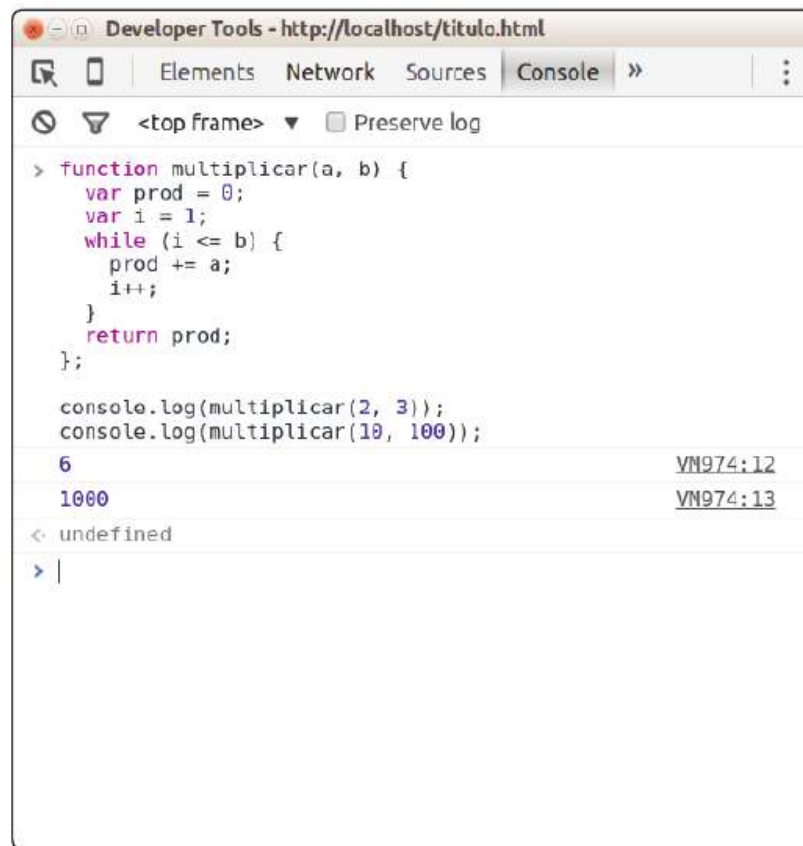 Developer Tools - http://localhost/titulo.html
Elements Network Sources Console »
<top frame> ▼ Preserve log
> function multiplicar(a, b) {
var prod = 0;
var i = 1;
while (i <= b) {
prod += a;
i++;
}
return prod;
};
console.log(multiplicar(2, 3));
console.log(multiplicar(10, 100));
6 VM974:12
1000 VM974:13
undefined
>